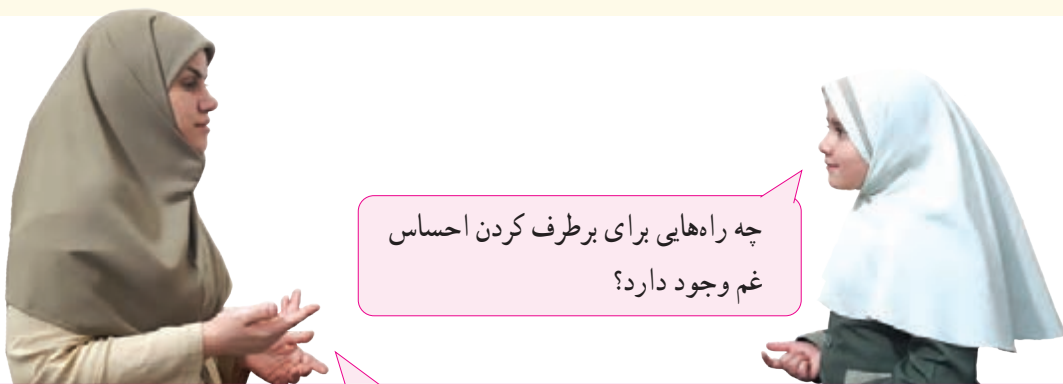 چه راه‌هایی برای برطرف کردن احساس
غم وجود دارد؟